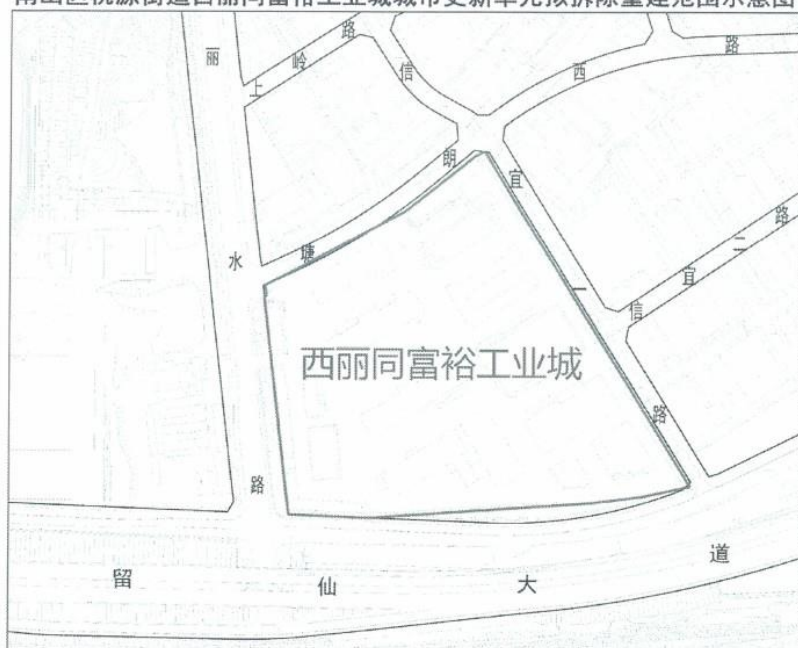 南山区桃源街道西丽同富裕工业城城市更新单元拟拆除重建范围示意图
丽水路
上岭路
信西路
朗塘
宜一路
信宜二路
西丽同富裕工业城
留仙大道